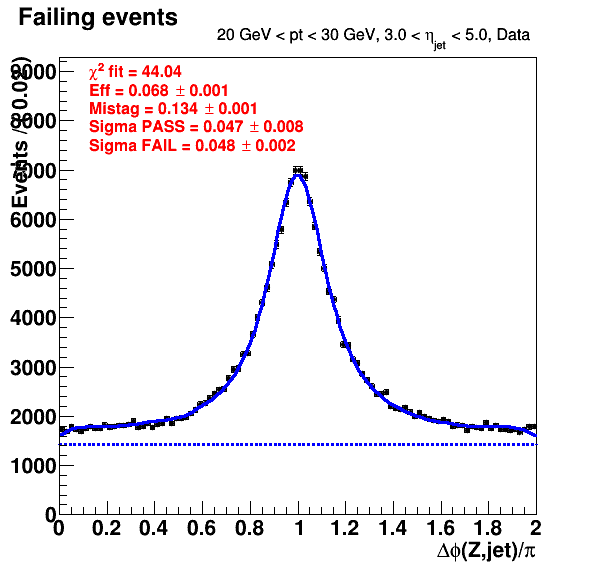 Failing events
20 GeV < pt < 30 GeV, 3.0 < ηjet < 5.0, Data
χ² fit = 44.04
Eff = 0.068 ± 0.001
Mistag = 0.134 ± 0.001
Sigma PASS = 0.047 ± 0.008
Sigma FAIL = 0.048 ± 0.002
Events / ( 0.02 )
9000
8000
7000
6000
5000
4000
3000
2000
1000
0
0 0.2 0.4 0.6 0.8 1 1.2 1.4 1.6 1.8 2
Δϕ(Z,jet)/π